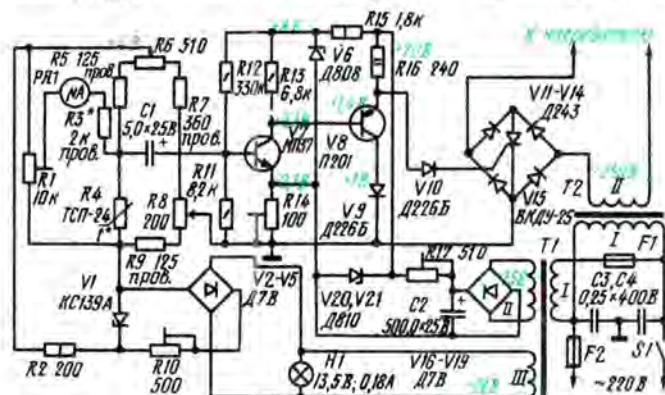 К нагревателю
R5 125
пров.
R6 510
PR1
mA
R3*
2к
пров.
C1
5,0×25В
R7
360
пров.
R1
10к
R4
ТСП-24
t°
R8
200
R9 125
пров.
V1
КС139А
R2 200
R10
500
V2-V5
Д7В
R12
330к
R13
6,8к
V7
МП37
R11
8,2к
R14
100
V6
Д808
R15 1,8к
R16 240
V8
П201
V9
Д226Б
V10
Д226Б
R17 510
V20,V21
Д810
C2
500,0×25В
H1
13,5В; 0,18А
V16-V19
Д7В
V11-V14
Д243
V15
ВКДУ-25
T2
II
I
F1
T1
I
II
III
C3,C4
0,25×400В
F2
S1
~220В